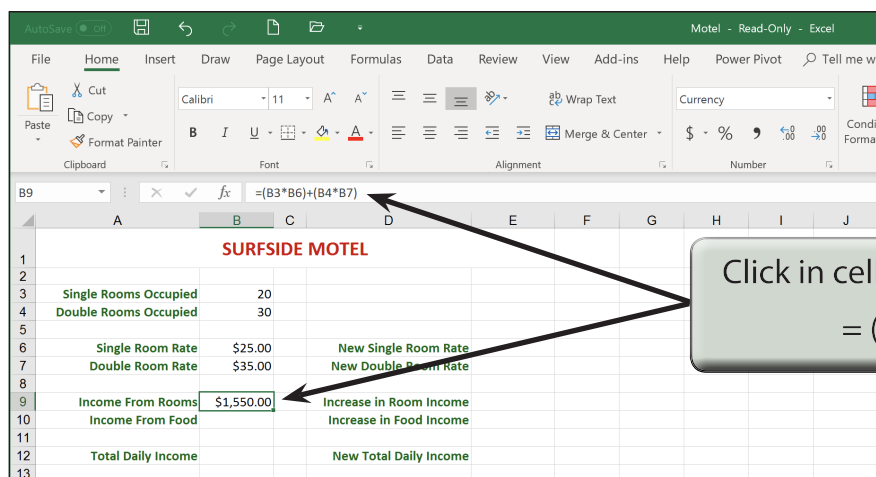 AutoSave Off Motel - Read-Only - Excel
File Home Insert Draw Page Layout Formulas Data Review View Add-ins Help Power Pivot Tell me w
Paste Cut Calibri 11 A A ab Wrap Text Currency Condi
Copy
Format Painter B I U A Merge & Center $ % 9 .00 .00 Forma
Clipboard Font Alignment Number
B9 fx =(B3*B6)+(B4*B7)
A B C D E F G H I J
1 SURFSIDE MOTEL
2
3 Single Rooms Occupied 20
4 Double Rooms Occupied 30
5
6 Single Room Rate $25.00 New Single Room Rate
7 Double Room Rate $35.00 New Double Room Rate
8
9 Income From Rooms $1,550.00 Increase in Room Income
10 Income From Food Increase in Food Income
11
12 Total Daily Income New Total Daily Income
13
Click in cel
= (